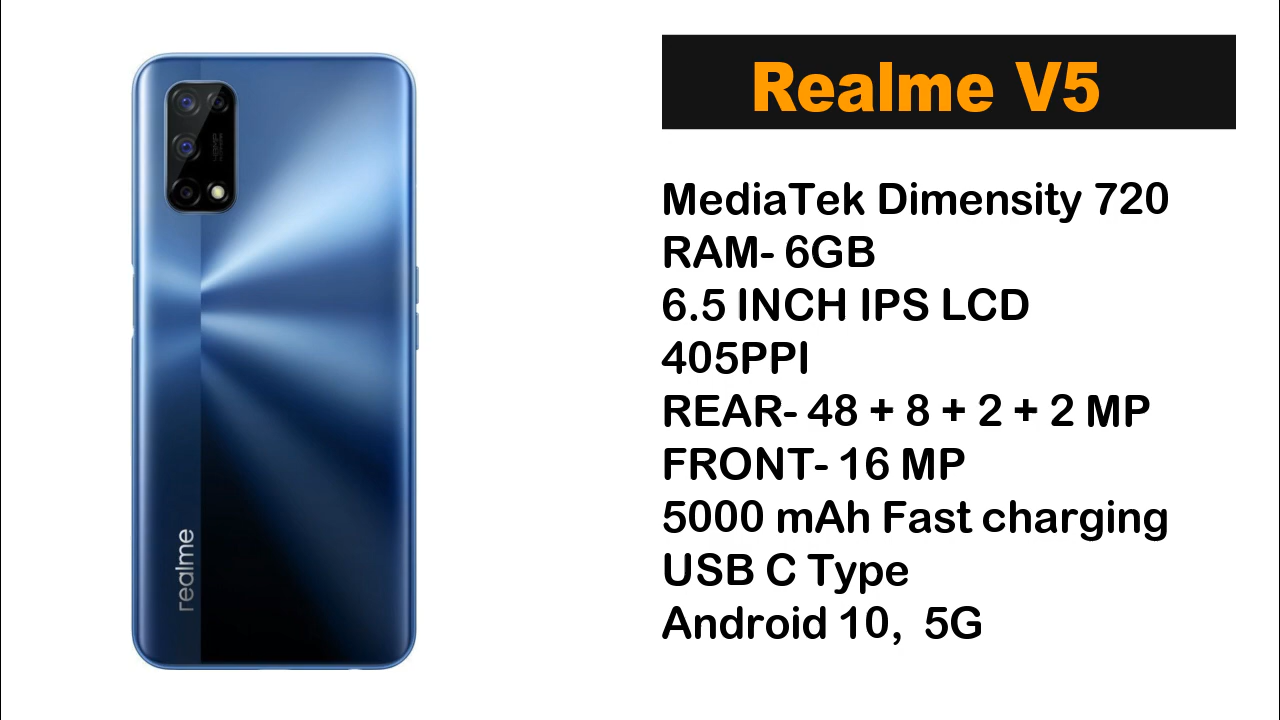 realme
Realme V5
MediaTek Dimensity 720
RAM- 6GB
6.5 INCH IPS LCD
405PPI
REAR- 48 + 8 + 2 + 2 MP
FRONT- 16 MP
5000 mAh Fast charging
USB C Type
Android 10,  5G